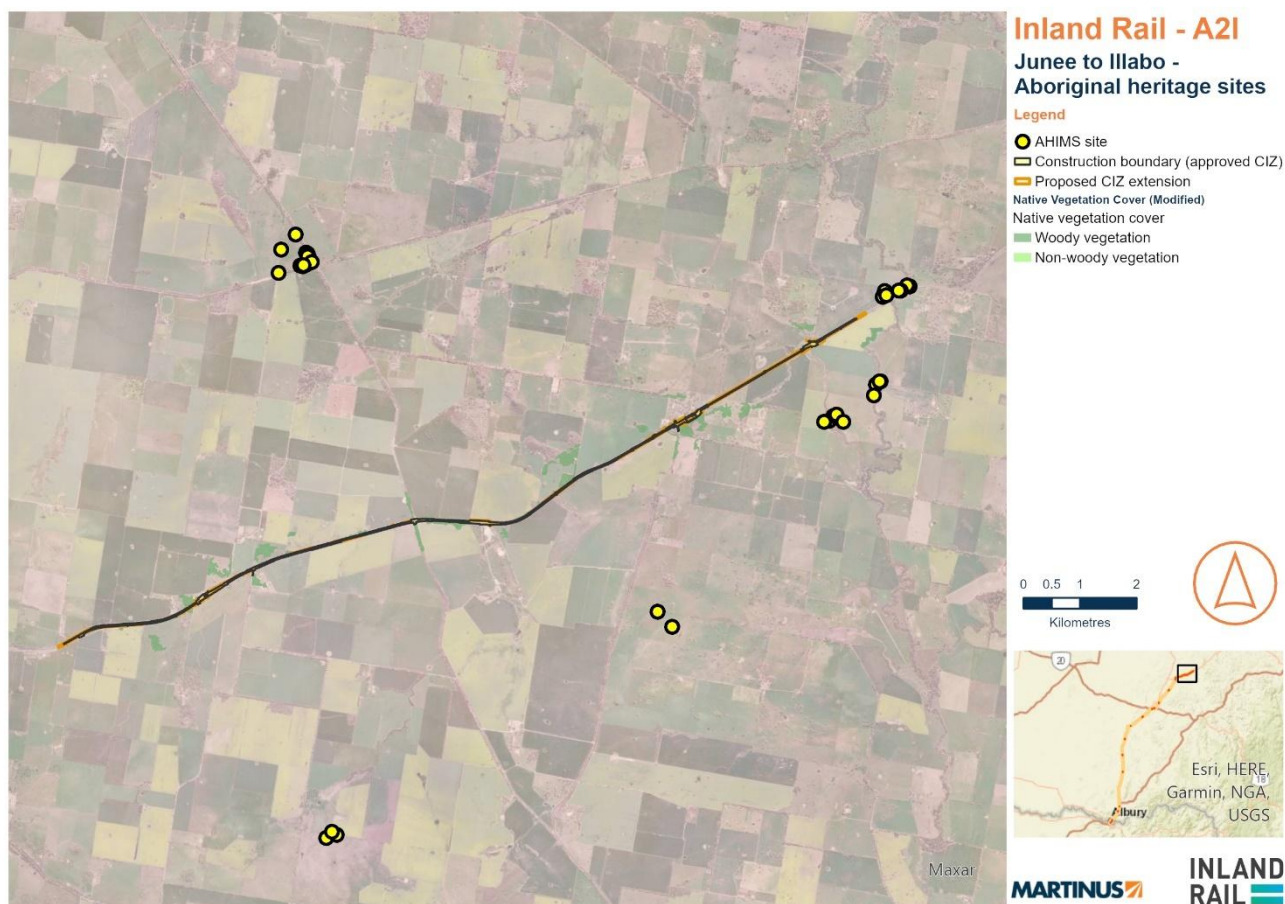 Inland Rail - A2I
Junee to Illabo -
Aboriginal heritage sites
Legend
AHIMS site
Construction boundary (approved CIZ)
Proposed CIZ extension
Native Vegetation Cover (Modified)
Native vegetation cover
Woody vegetation
Non-woody vegetation
0 0.5 1 2
Kilometres
20
18
Esri, HERE,
Garmin, NGA,
USGS
Albury
Maxar
MARTINUS
INLAND
RAIL